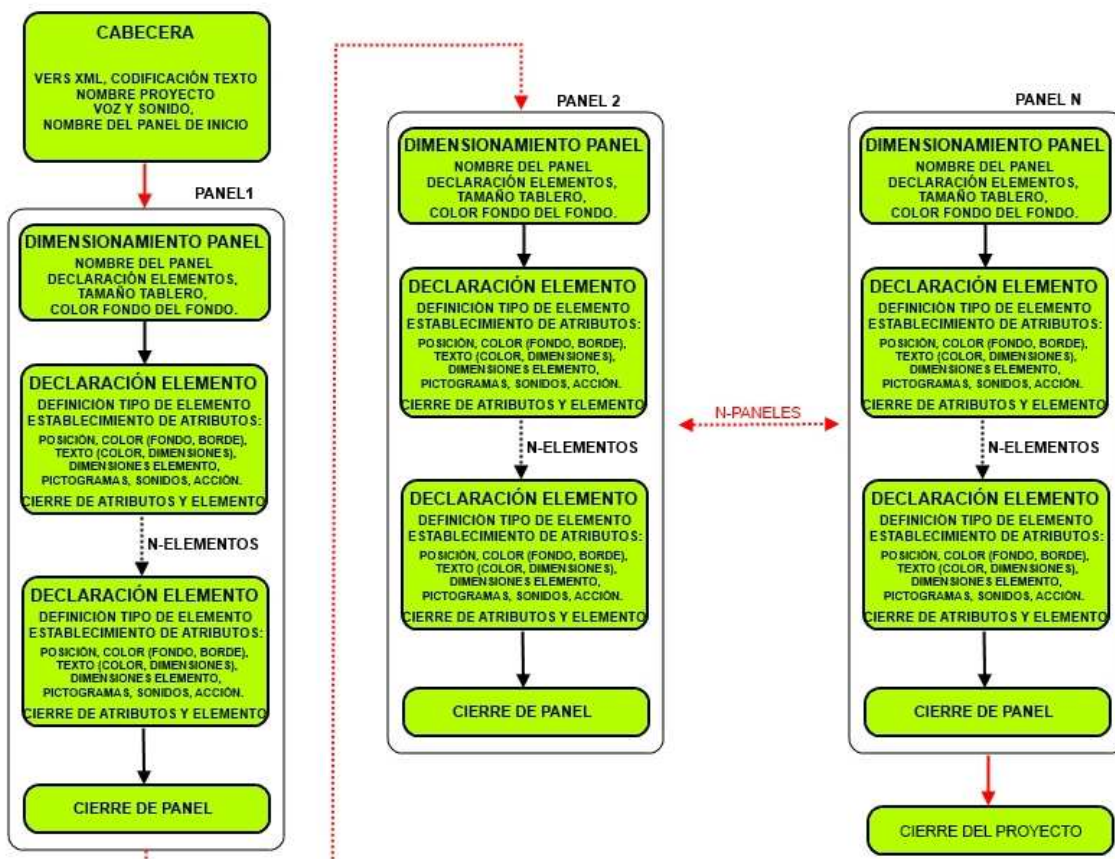 CABECERA
VERS XML, CODIFICACIÓN TEXTO
NOMBRE PROYECTO
VOZ Y SONIDO,
NOMBRE DEL PANEL DE INICIO
PANEL1
DIMENSIONAMIENTO PANEL
NOMBRE DEL PANEL
DECLARACIÓN ELEMENTOS,
TAMAÑO TABLERO,
COLOR FONDO DEL FONDO.
DECLARACIÓN ELEMENTO
DEFINICIÓN TIPO DE ELEMENTO
ESTABLECIMIENTO DE ATRIBUTOS:
POSICIÓN, COLOR (FONDO, BORDE),
TEXTO (COLOR, DIMENSIONES),
DIMENSIONES ELEMENTO,
PICTOGRAMAS, SONIDOS, ACCIÓN.
CIERRE DE ATRIBUTOS Y ELEMENTO
N-ELEMENTOS
DECLARACIÓN ELEMENTO
DEFINICIÓN TIPO DE ELEMENTO
ESTABLECIMIENTO DE ATRIBUTOS:
POSICIÓN, COLOR (FONDO, BORDE),
TEXTO (COLOR, DIMENSIONES),
DIMENSIONES ELEMENTO,
PICTOGRAMAS, SONIDOS, ACCIÓN.
CIERRE DE ATRIBUTOS Y ELEMENTO
CIERRE DE PANEL
PANEL 2
DIMENSIONAMIENTO PANEL
NOMBRE DEL PANEL
DECLARACIÓN ELEMENTOS,
TAMAÑO TABLERO,
COLOR FONDO DEL FONDO.
DECLARACIÓN ELEMENTO
DEFINICIÓN TIPO DE ELEMENTO
ESTABLECIMIENTO DE ATRIBUTOS:
POSICIÓN, COLOR (FONDO, BORDE),
TEXTO (COLOR, DIMENSIONES),
DIMENSIONES ELEMENTO,
PICTOGRAMAS, SONIDOS, ACCIÓN.
CIERRE DE ATRIBUTOS Y ELEMENTO
N-ELEMENTOS
DECLARACIÓN ELEMENTO
DEFINICIÓN TIPO DE ELEMENTO
ESTABLECIMIENTO DE ATRIBUTOS:
POSICIÓN, COLOR (FONDO, BORDE),
TEXTO (COLOR, DIMENSIONES),
DIMENSIONES ELEMENTO,
PICTOGRAMAS, SONIDOS, ACCIÓN.
CIERRE DE ATRIBUTOS Y ELEMENTO
CIERRE DE PANEL
N-PANELES
PANEL N
DIMENSIONAMIENTO PANEL
NOMBRE DEL PANEL
DECLARACIÓN ELEMENTOS,
TAMAÑO TABLERO,
COLOR FONDO DEL FONDO.
DECLARACIÓN ELEMENTO
DEFINICIÓN TIPO DE ELEMENTO
ESTABLECIMIENTO DE ATRIBUTOS:
POSICIÓN, COLOR (FONDO, BORDE),
TEXTO (COLOR, DIMENSIONES),
DIMENSIONES ELEMENTO,
PICTOGRAMAS, SONIDOS, ACCIÓN.
CIERRE DE ATRIBUTOS Y ELEMENTO
N-ELEMENTOS
DECLARACIÓN ELEMENTO
DEFINICIÓN TIPO DE ELEMENTO
ESTABLECIMIENTO DE ATRIBUTOS:
POSICIÓN, COLOR (FONDO, BORDE),
TEXTO (COLOR, DIMENSIONES),
DIMENSIONES ELEMENTO,
PICTOGRAMAS, SONIDOS, ACCIÓN.
CIERRE DE ATRIBUTOS Y ELEMENTO
CIERRE DE PANEL
CIERRE DEL PROYECTO